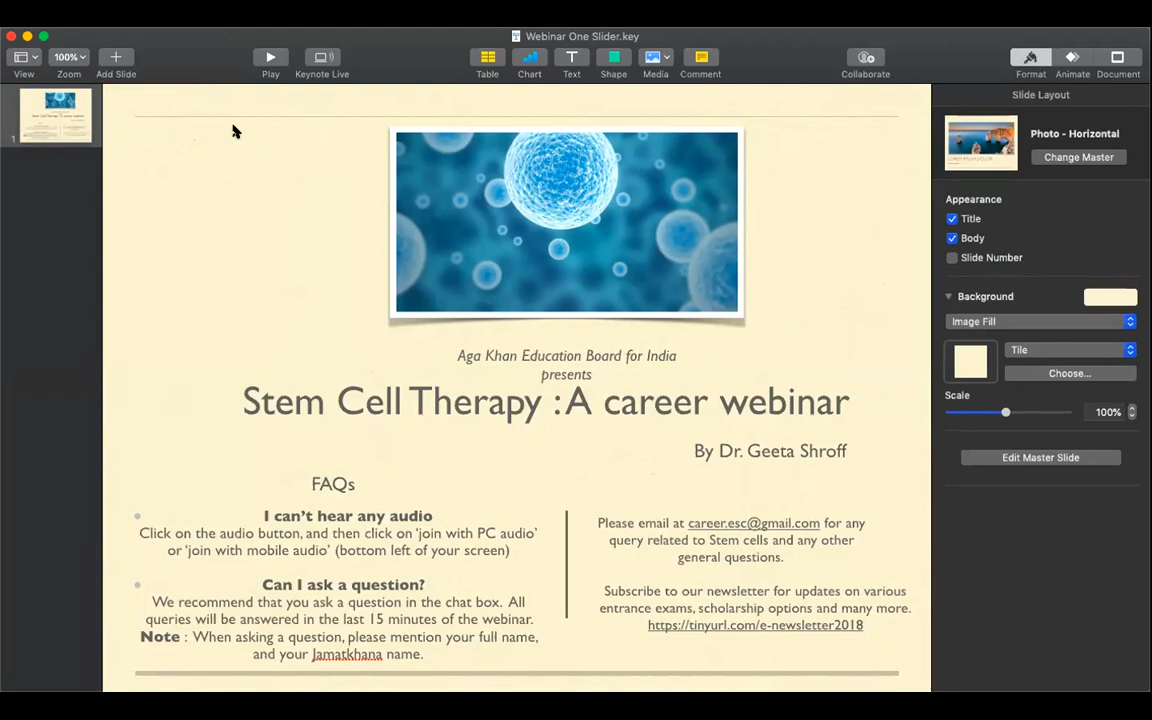 Webinar One Slider.key
100%
View
Zoom
Add Slide
Play
Keynote Live
Table
Chart
Text
Shape
Media
Comment
Collaborate
Format
Animate
Document
1
Aga Khan Education Board for India
presents
Stem Cell Therapy : A career webinar
By Dr. Geeta Shroff
FAQs
I can't hear any audio
Click on the audio button, and then click on 'join with PC audio'
or 'join with mobile audio' (bottom left of your screen)
Can I ask a question?
We recommend that you ask a question in the chat box. All
queries will be answered in the last 15 minutes of the webinar.
Note : When asking a question, please mention your full name,
and your Jamatkhana name.
Please email at career.esc@gmail.com for any
query related to Stem cells and any other
general questions.
Subscribe to our newsletter for updates on various
entrance exams, scholarship options and many more.
https://tinyurl.com/e-newsletter2018
Slide Layout
Photo - Horizontal
Change Master
Appearance
Title
Body
Slide Number
Background
Image Fill
Tile
Choose...
Scale
100%
Edit Master Slide